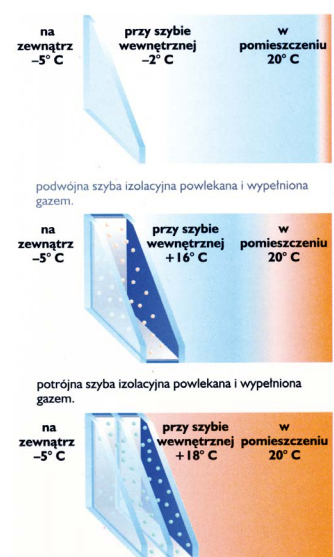 na przy szybie w
zewnątrz wewnętrznej pomieszczeniu
–5° C –2° C 20° C
podwójna szyba izolacyjna powlekana i wypełniona
gazem.
na przy szybie w
zewnątrz wewnętrznej pomieszczeniu
–5° C +16° C 20° C
potrójna szyba izolacyjna powlekana i wypełniona
gazem.
na przy szybie w
zewnątrz wewnętrznej pomieszczeniu
–5° C +18° C 20° C